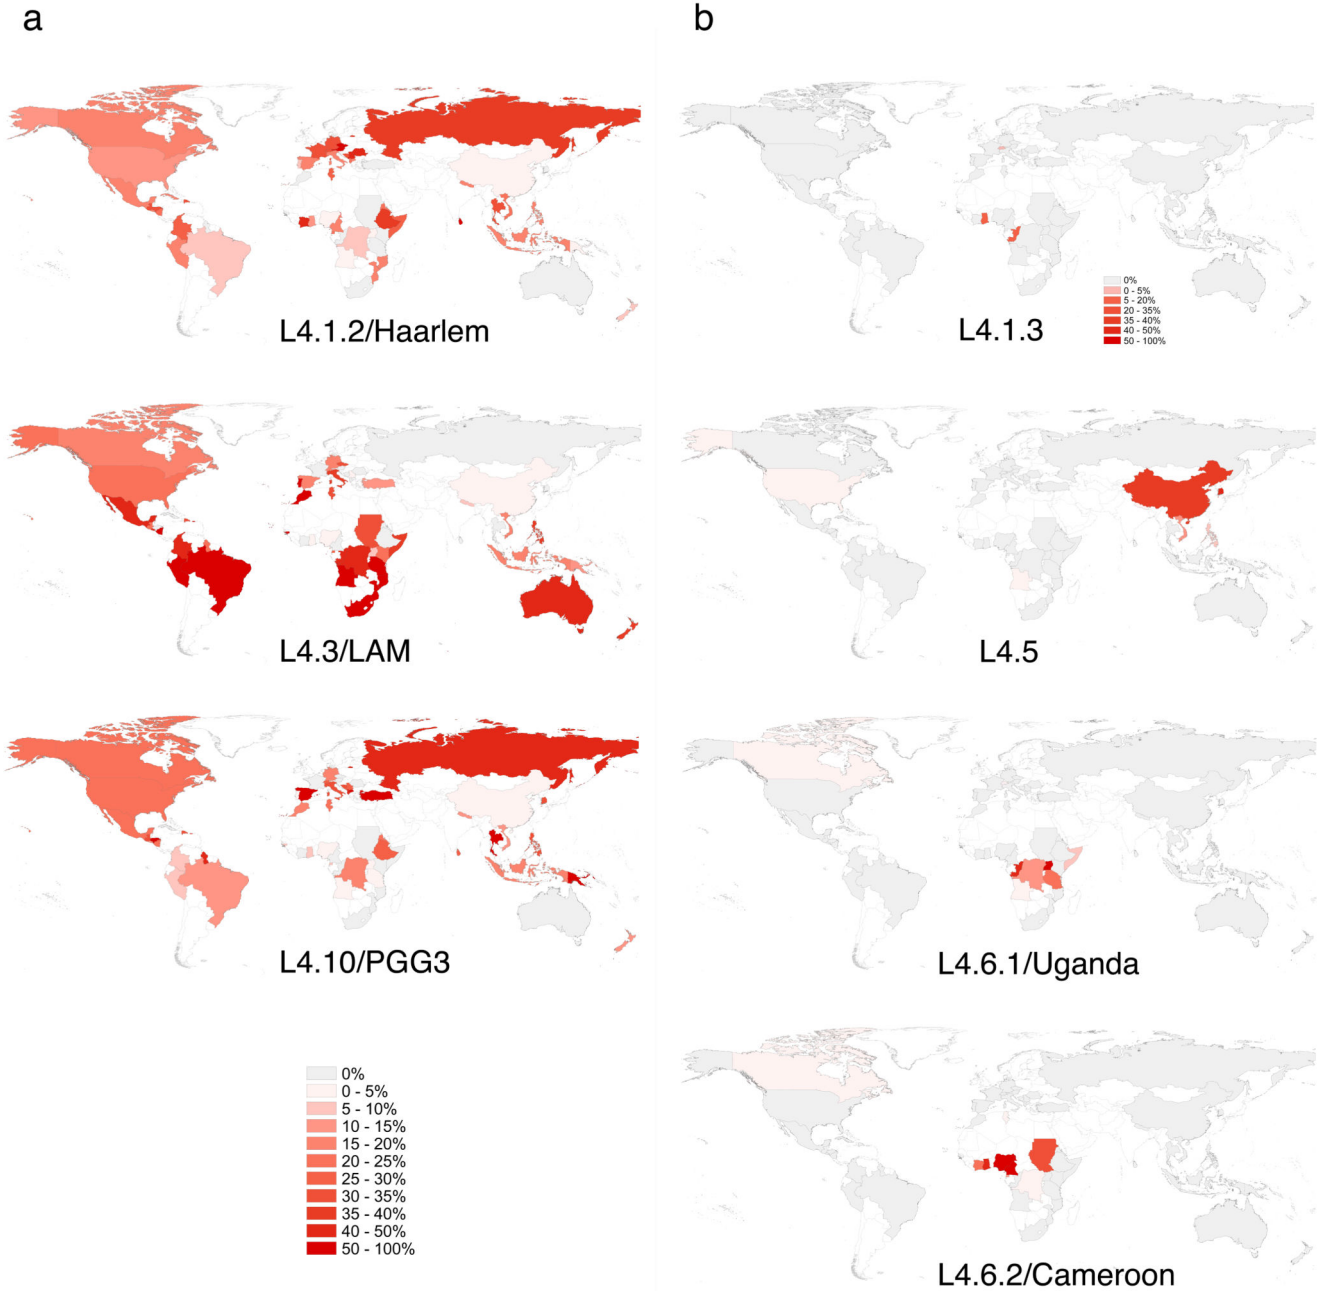 a
b
L4.1.2/Haarlem
0%
0 - 5%
5 - 20%
20 - 35%
35 - 40%
40 - 50%
50 - 100%
L4.1.3
L4.3/LAM
L4.5
L4.10/PGG3
L4.6.1/Uganda
0%
0 - 5%
5 - 10%
10 - 15%
15 - 20%
20 - 25%
25 - 30%
30 - 35%
35 - 40%
40 - 50%
50 - 100%
L4.6.2/Cameroon